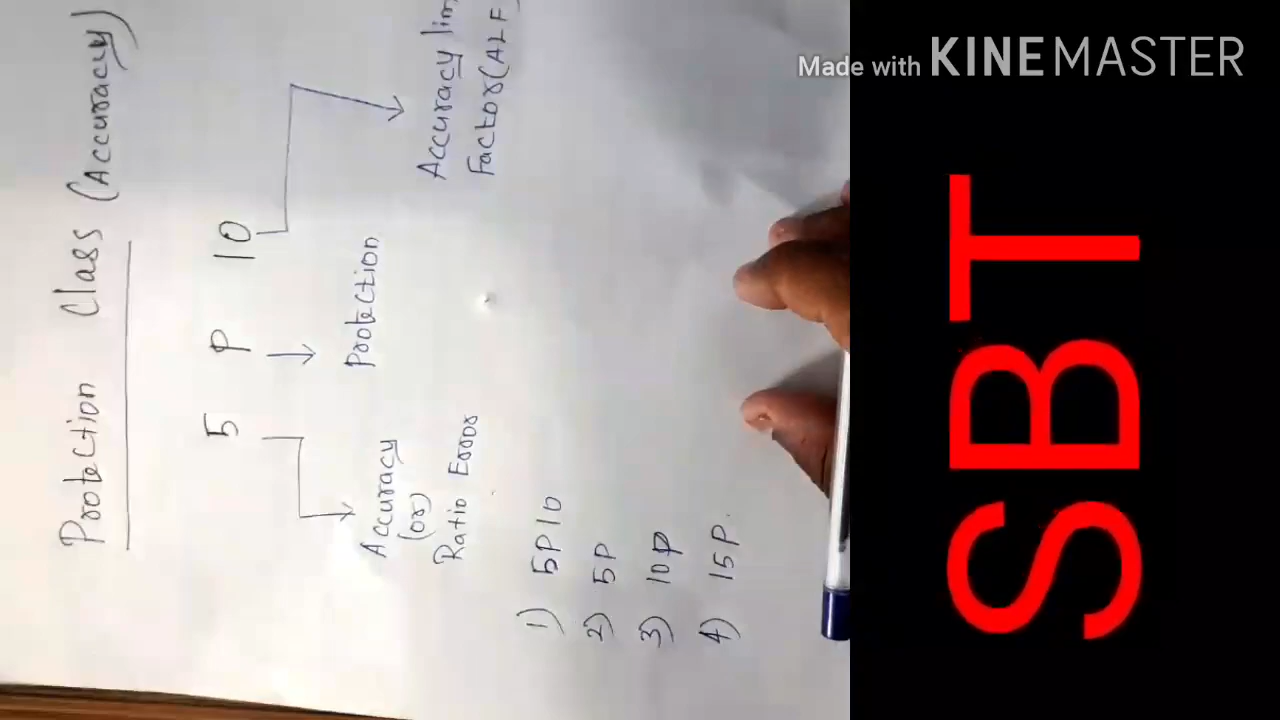 Protection Class (Accuracy)
5 P 10
Accuracy
(or)
Ratio Error
Protection
Accuracy lim
Factor (ALF
1) 5P10
2) 5P
3) 10P
4) 15P.
Made with KINEMASTER
SBT